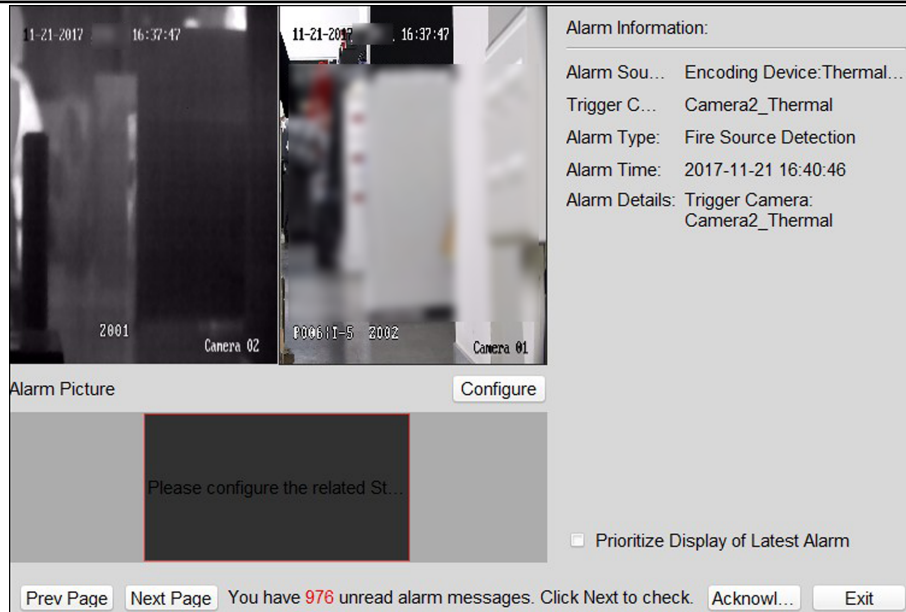 11-21-2017 16:37:47
Z001
Camera 02
11-21-2017 16:37:47
Z002
Camera 01
Alarm Information:
Alarm Sou... Encoding Device:Thermal...
Trigger C... Camera2_Thermal
Alarm Type: Fire Source Detection
Alarm Time: 2017-11-21 16:40:46
Alarm Details: Trigger Camera:
Camera2_Thermal
Alarm Picture
Configure
Please configure the related St...
Prioritize Display of Latest Alarm
Prev Page
Next Page
You have 976 unread alarm messages. Click Next to check.
Acknowl...
Exit